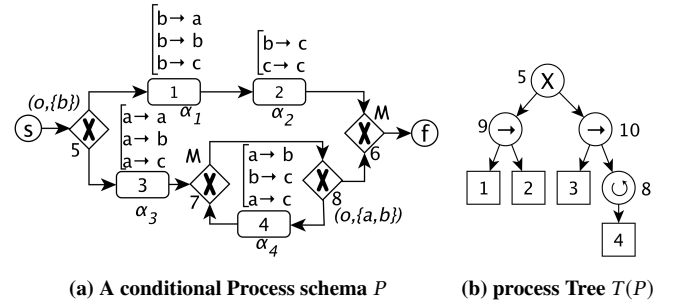 b→ a
b→ b
b→ c
b→ c
c→ c
1
2
α1
α2
(o,{b})
s
X
5
M
X
6
f
a→ a
a→ b
a→ c
3
α3
M
X
7
a→ b
b→ c
a→ c
4
α4
X
8
(o,{a,b})
5
X
9
→
→
10
1
2
3
↺
8
4
(a) A conditional Process schema P
(b) process Tree T(P)